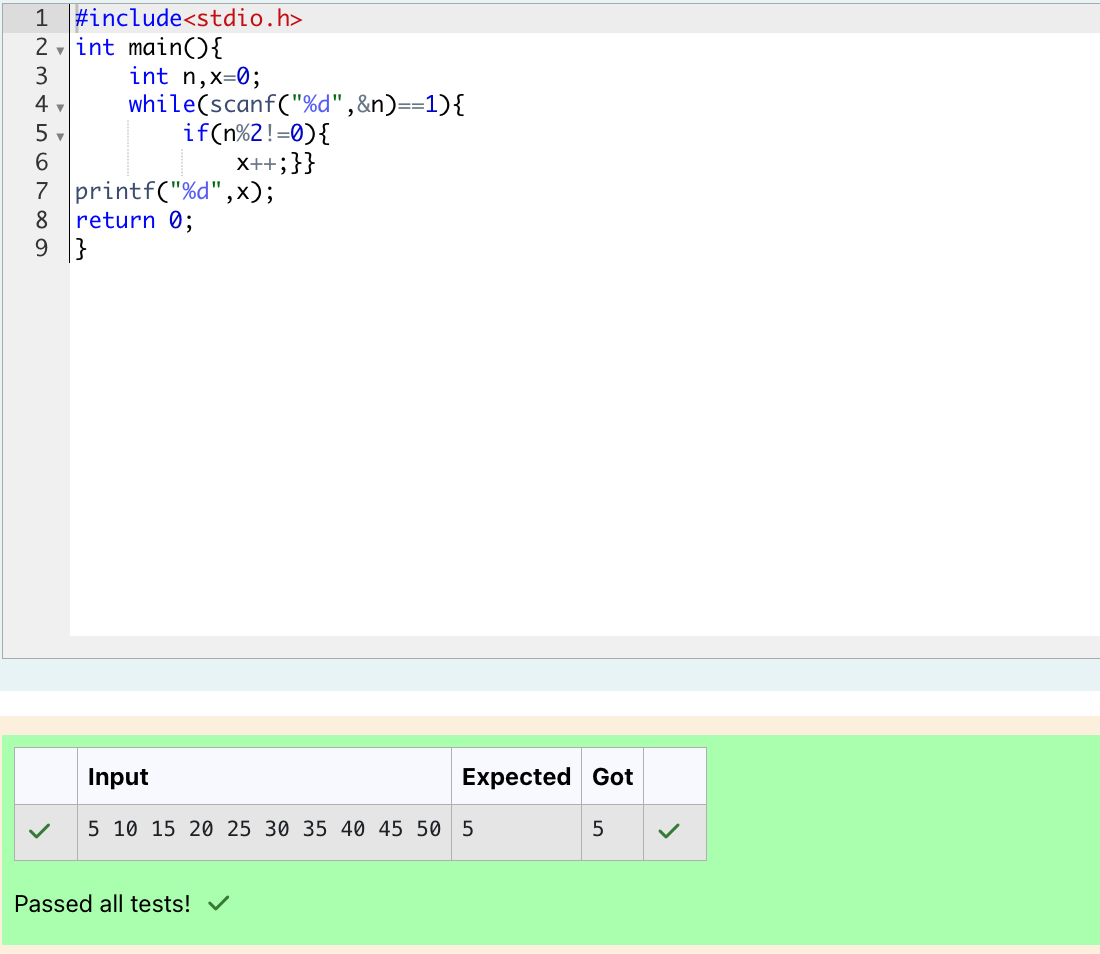 1 #include<stdio.h>
2 int main(){
3     int n,x=0;
4     while(scanf("%d",&n)==1){
5         if(n%2!=0){
6             x++;}}
7 printf("%d",x);
8 return 0;
9 }
Input Expected Got
5 10 15 20 25 30 35 40 45 50 5 5
Passed all tests!